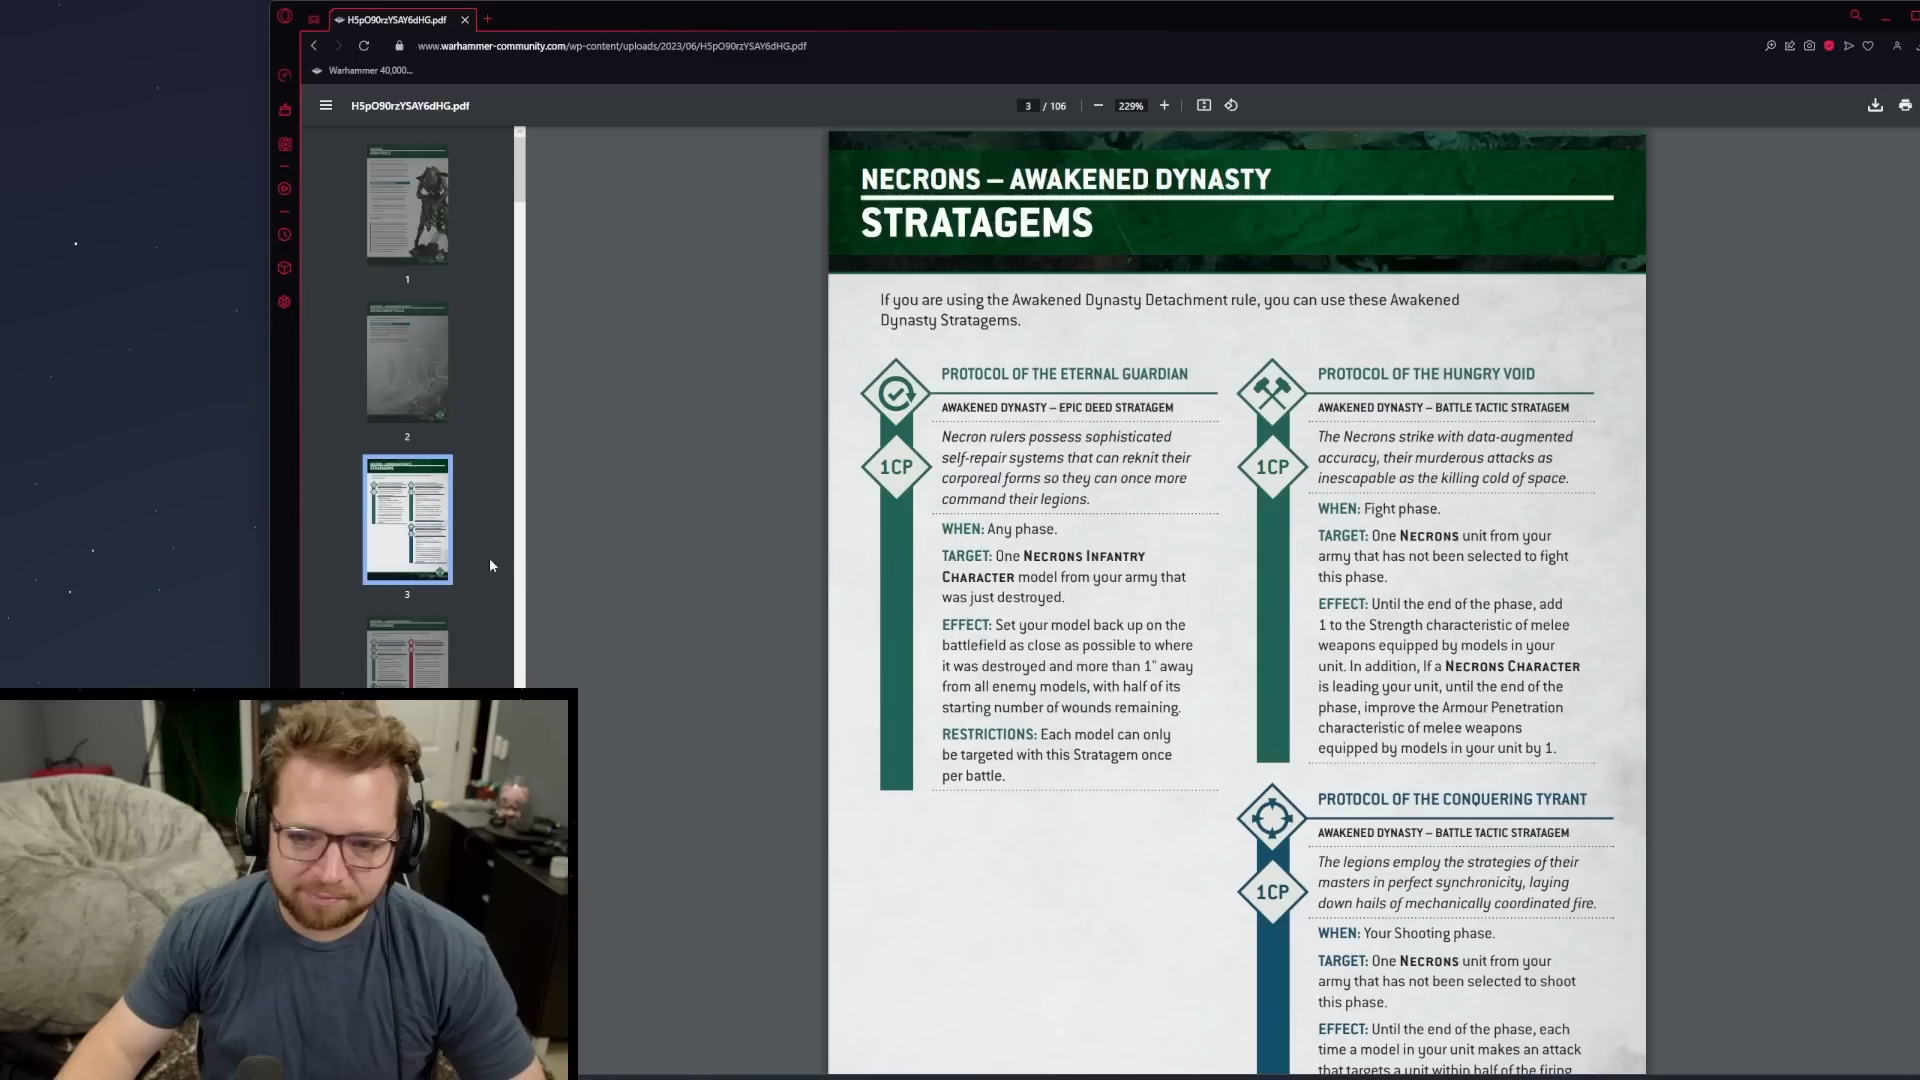 H5pO90rzYSAY6dHG.pdf
www.warhammer-community.com/wp-content/uploads/2023/06/H5pO90rzYSAY6dHG.pdf
Warhammer 40,000...
H5pO90rzYSAY6dHG.pdf
3 / 106
229%
1
2
3
NECRONS – AWAKENED DYNASTY
STRATAGEMS
If you are using the Awakened Dynasty Detachment rule, you can use these Awakened
Dynasty Stratagems.
PROTOCOL OF THE ETERNAL GUARDIAN
AWAKENED DYNASTY – EPIC DEED STRATAGEM
1CP
Necron rulers possess sophisticated
self-repair systems that can reknit their
corporeal forms so they can once more
command their legions.
WHEN: Any phase.
TARGET: One NECRONS INFANTRY
CHARACTER model from your army that
was just destroyed.
EFFECT: Set your model back up on the
battlefield as close as possible to where
it was destroyed and more than 1" away
from all enemy models, with half of its
starting number of wounds remaining.
RESTRICTIONS: Each model can only
be targeted with this Stratagem once
per battle.
PROTOCOL OF THE HUNGRY VOID
AWAKENED DYNASTY – BATTLE TACTIC STRATAGEM
1CP
The Necrons strike with data-augmented
accuracy, their murderous attacks as
inescapable as the killing cold of space.
WHEN: Fight phase.
TARGET: One NECRONS unit from your
army that has not been selected to fight
this phase.
EFFECT: Until the end of the phase, add
1 to the Strength characteristic of melee
weapons equipped by models in your
unit. In addition, If a NECRONS CHARACTER
is leading your unit, until the end of the
phase, improve the Armour Penetration
characteristic of melee weapons
equipped by models in your unit by 1.
PROTOCOL OF THE CONQUERING TYRANT
AWAKENED DYNASTY – BATTLE TACTIC STRATAGEM
1CP
The legions employ the strategies of their
masters in perfect synchronicity, laying
down hails of mechanically coordinated fire.
WHEN: Your Shooting phase.
TARGET: One NECRONS unit from your
army that has not been selected to shoot
this phase.
EFFECT: Until the end of the phase, each
time a model in your unit makes an attack
that targets a unit within half of the firing